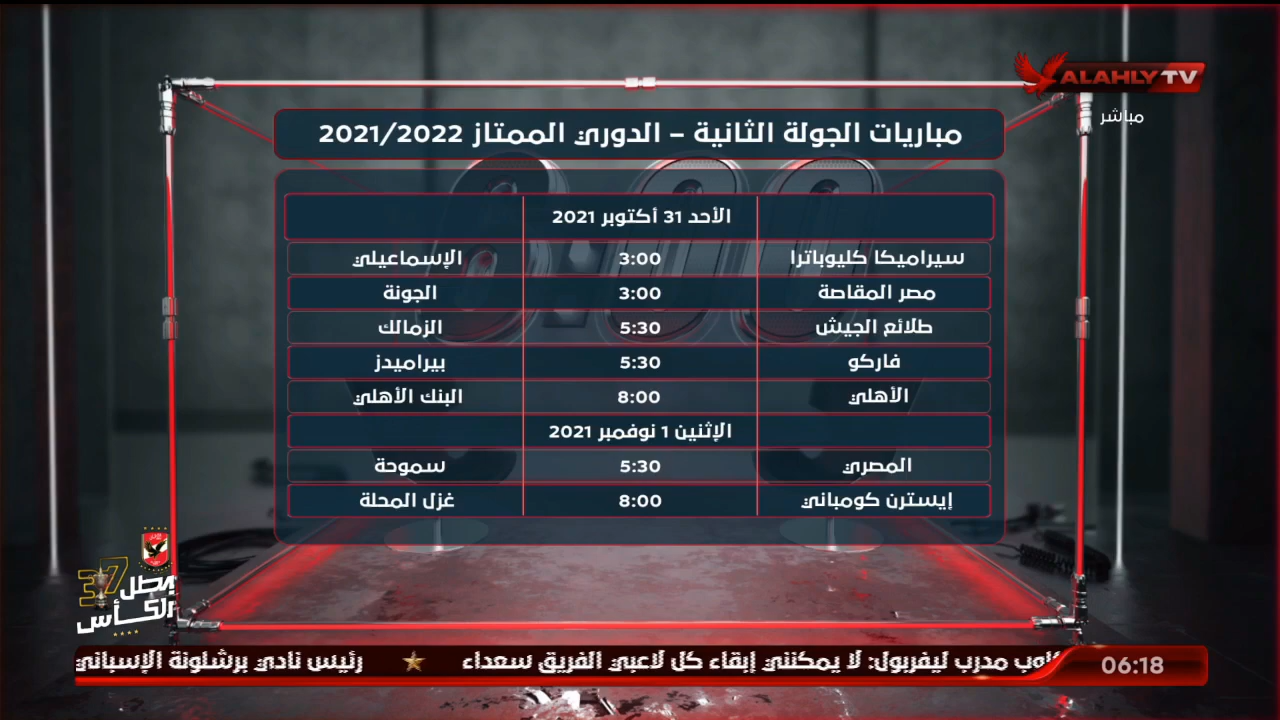 ALAHLY TV
مباشر
مباريات الجولة الثانية – الدوري الممتاز 2021/2022
الأحد 31 أكتوبر 2021
سيراميكا كليوباترا 3:00 الإسماعيلي
مصر المقاصة 3:00 الجونة
طلائع الجيش 5:30 الزمالك
فاركو 5:30 بيراميدز
الأهلي 8:00 البنك الأهلي
الإثنين 1 نوفمبر 2021
المصري 5:30 سموحة
إيسترن كومباني 8:00 غزل المحلة
بطل 37
الكأس
06:18
مدرب ليفربول: لا يمكنني إبقاء كل لاعبي الفريق سعداء ★ رئيس نادي برشلونة الإسباني